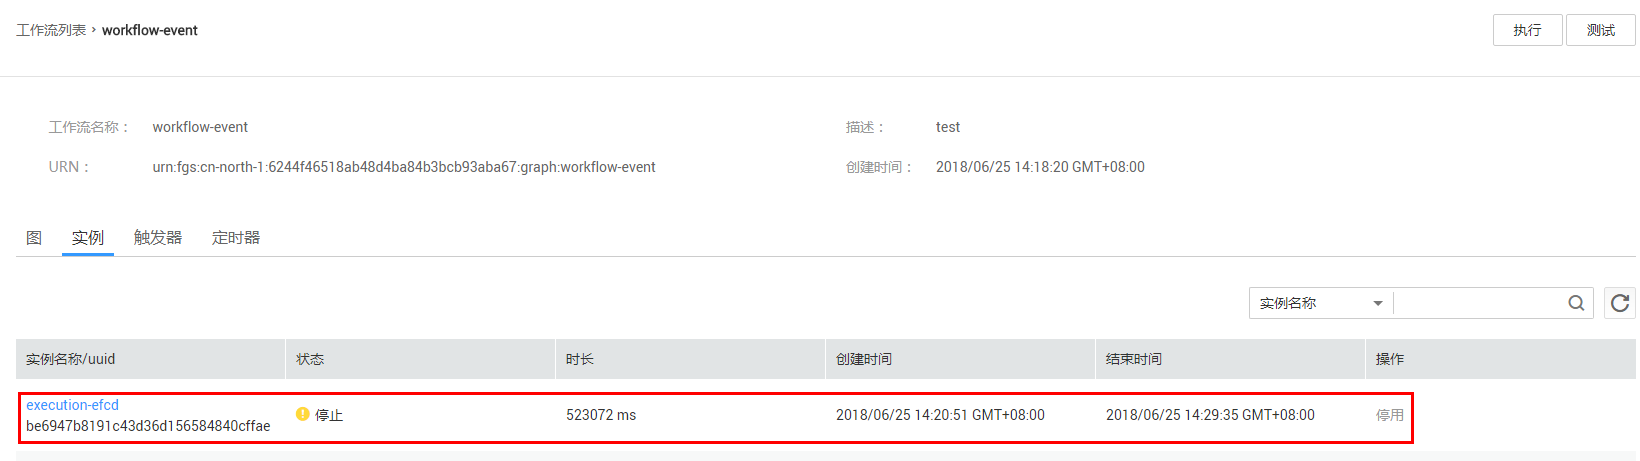 工作流列表 › workflow-event
执行 测试
工作流名称： workflow-event 描述： test
URN： urn:fgs:cn-north-1:6244f46518ab48d4ba84b3bcb93aba67:graph:workflow-event 创建时间： 2018/06/25 14:18:20 GMT+08:00
图 实例 触发器 定时器
实例名称
实例名称/uuid 状态 时长 创建时间 结束时间 操作
execution-efcd
be6947b8191c43d36d156584840cffae 停止 523072 ms 2018/06/25 14:20:51 GMT+08:00 2018/06/25 14:29:35 GMT+08:00 停用